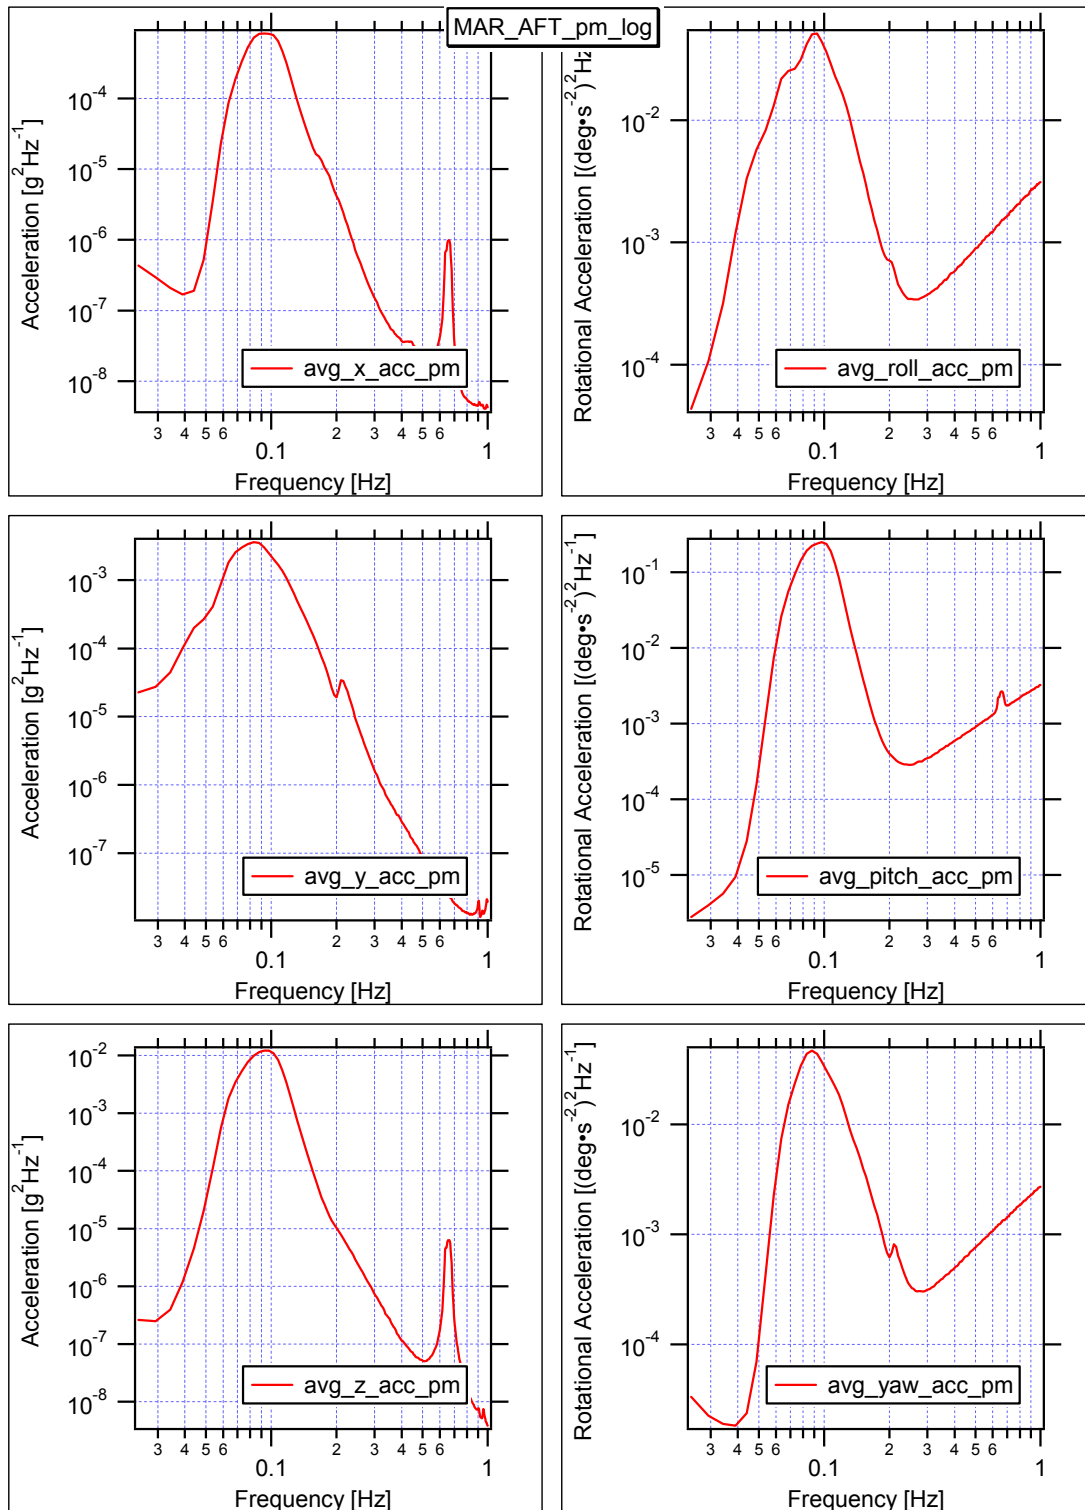 MAR_AFT_pm_log
Acceleration [g²Hz⁻¹]
10⁻⁴
10⁻⁵
10⁻⁶
10⁻⁷
10⁻⁸
avg_x_acc_pm
3 4 5 6 2 3 4 5 6
0.1 1
Frequency [Hz]
Rotational Acceleration [(deg•s⁻²)²Hz
10⁻²
10⁻³
10⁻⁴
avg_roll_acc_pm
3 4 5 6 2 3 4 5 6
0.1 1
Frequency [Hz]
Acceleration [g²Hz⁻¹]
10⁻³
10⁻⁴
10⁻⁵
10⁻⁶
10⁻⁷
avg_y_acc_pm
3 4 5 6 2 3 4 5 6
0.1 1
Frequency [Hz]
Rotational Acceleration [(deg•s⁻²)²Hz⁻¹]
10⁻¹
10⁻²
10⁻³
10⁻⁴
10⁻⁵
avg_pitch_acc_pm
3 4 5 6 2 3 4 5 6
0.1 1
Frequency [Hz]
Acceleration [g²Hz⁻¹]
10⁻²
10⁻³
10⁻⁴
10⁻⁵
10⁻⁶
10⁻⁷
10⁻⁸
avg_z_acc_pm
3 4 5 6 2 3 4 5 6
0.1 1
Frequency [Hz]
Rotational Acceleration [(deg•s⁻²)²Hz⁻¹]
10⁻²
10⁻³
10⁻⁴
avg_yaw_acc_pm
3 4 5 6 2 3 4 5 6
0.1 1
Frequency [Hz]